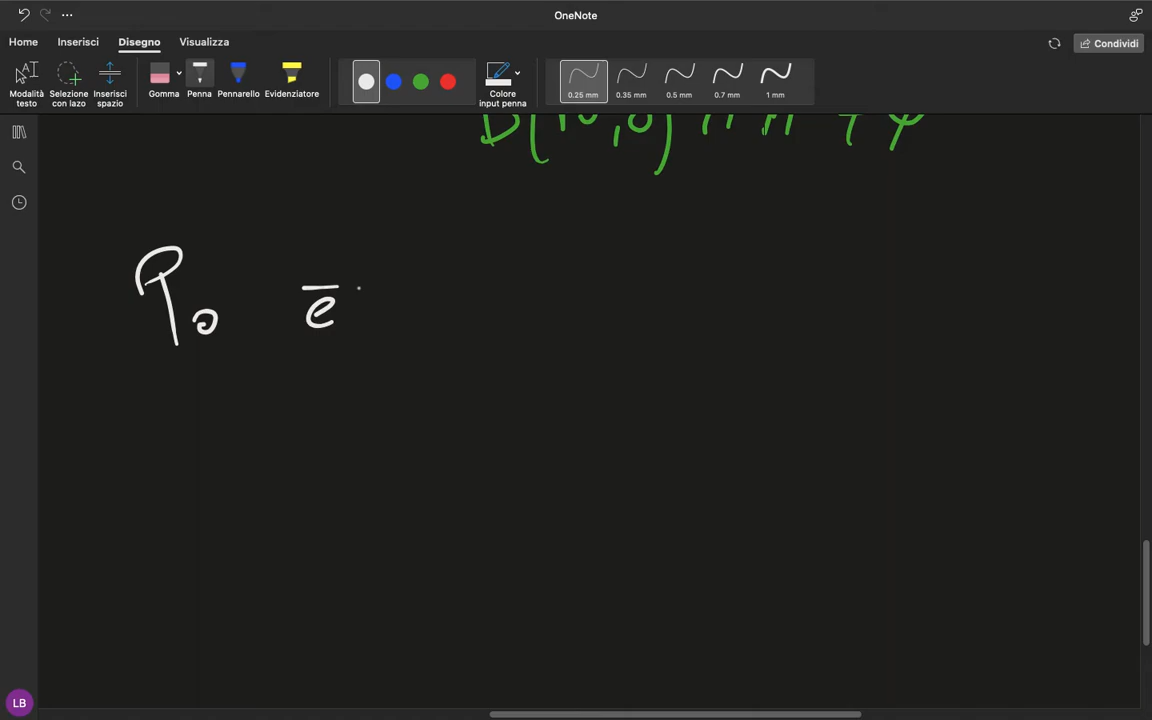 OneNote
Home Inserisci Disegno Visualizza
Condividi
Modalità testo
Selezione con lazo
Inserisci spazio
Gomma
Penna
Pennarello
Evidenziatore
Colore input penna
0.25 mm
0.35 mm
0.5 mm
0.7 mm
1 mm
P₀ e̅
LB